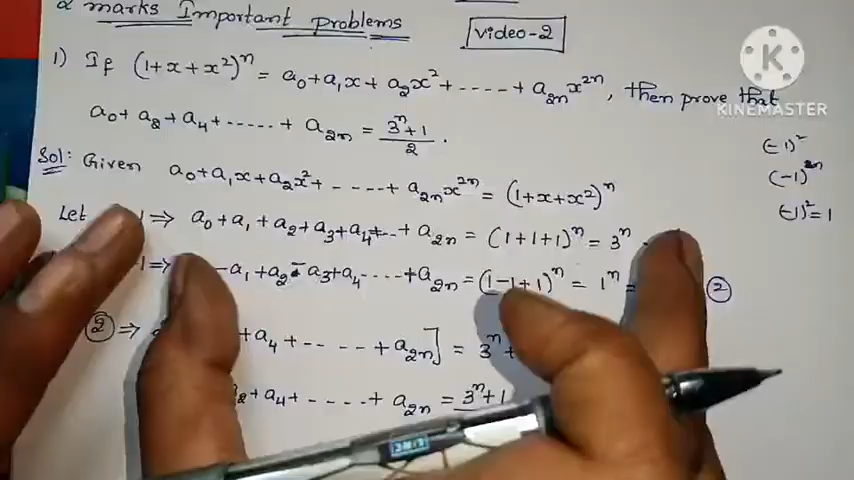 2 marks Important problems
video-2
1) If (1+x+x²)ⁿ = a₀+a₁x+a₂x²+-----+a₂ₙx²ⁿ, then prove that
a₀+a₂+a₄+-----+a₂ₙ = (3ⁿ+1)/2.
Sol: Given a₀+a₁x+a₂x²+-----+a₂ₙx²ⁿ = (1+x+x²)ⁿ
Let 1 ⇒ a₀+a₁+a₂+a₃+a₄+--+a₂ₙ = (1+1+1)ⁿ = 3ⁿ
1 ⇒ -a₁+a₂-a₃+a₄-----+a₂ₙ = (1-1+1)ⁿ = 1ⁿ = ②
② ⇒ +a₄+-----+a₂ₙ] = 3ⁿ+
₂+a₄+-----+a₂ₙ = 3ⁿ+1
(-1)²
(-1)²ⁿ
(-1)²=1
K
KINEMASTER